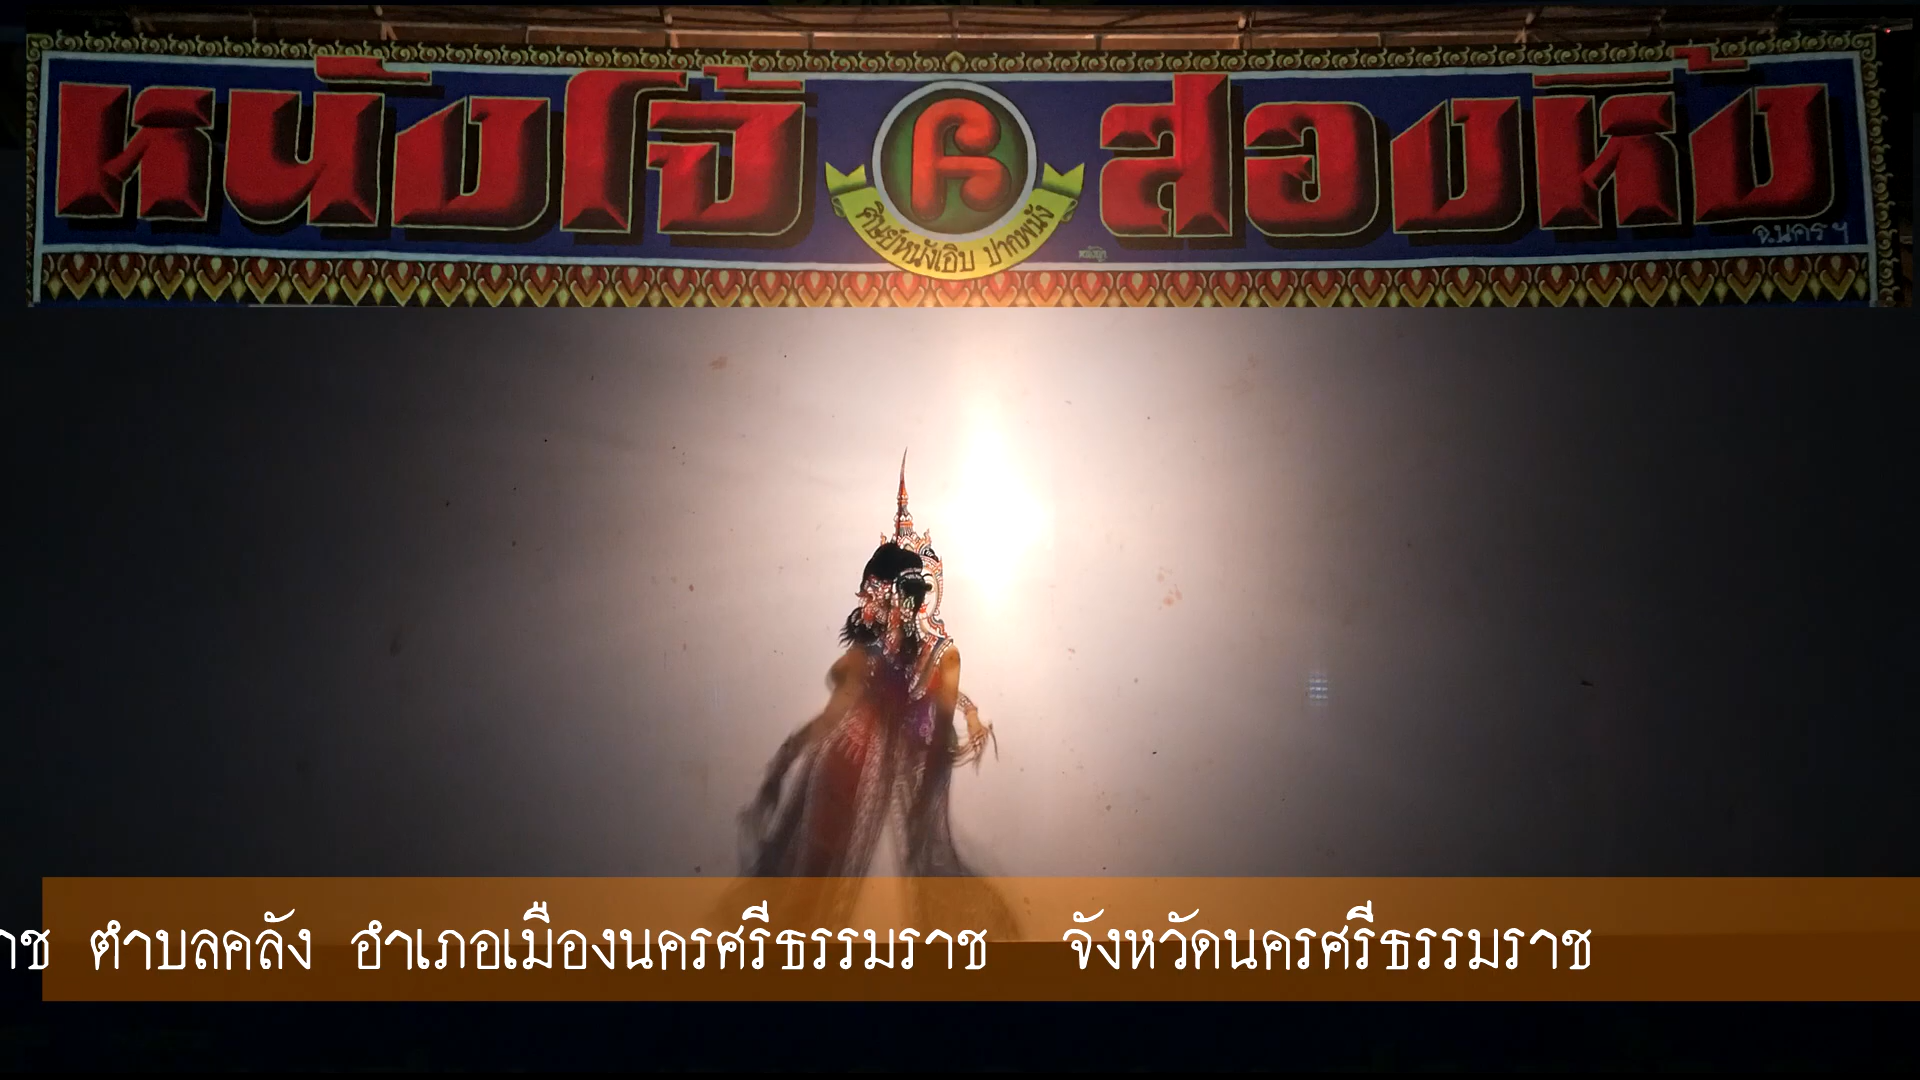 หนังโจ้ ค สองหิ้ง
ศิษย์หนังเอิบ ปากพนัง
จ.นครฯ
าช ตำบลคลัง อำเภอเมืองนครศรีธรรมราช จังหวัดนครศรีธรรมราช